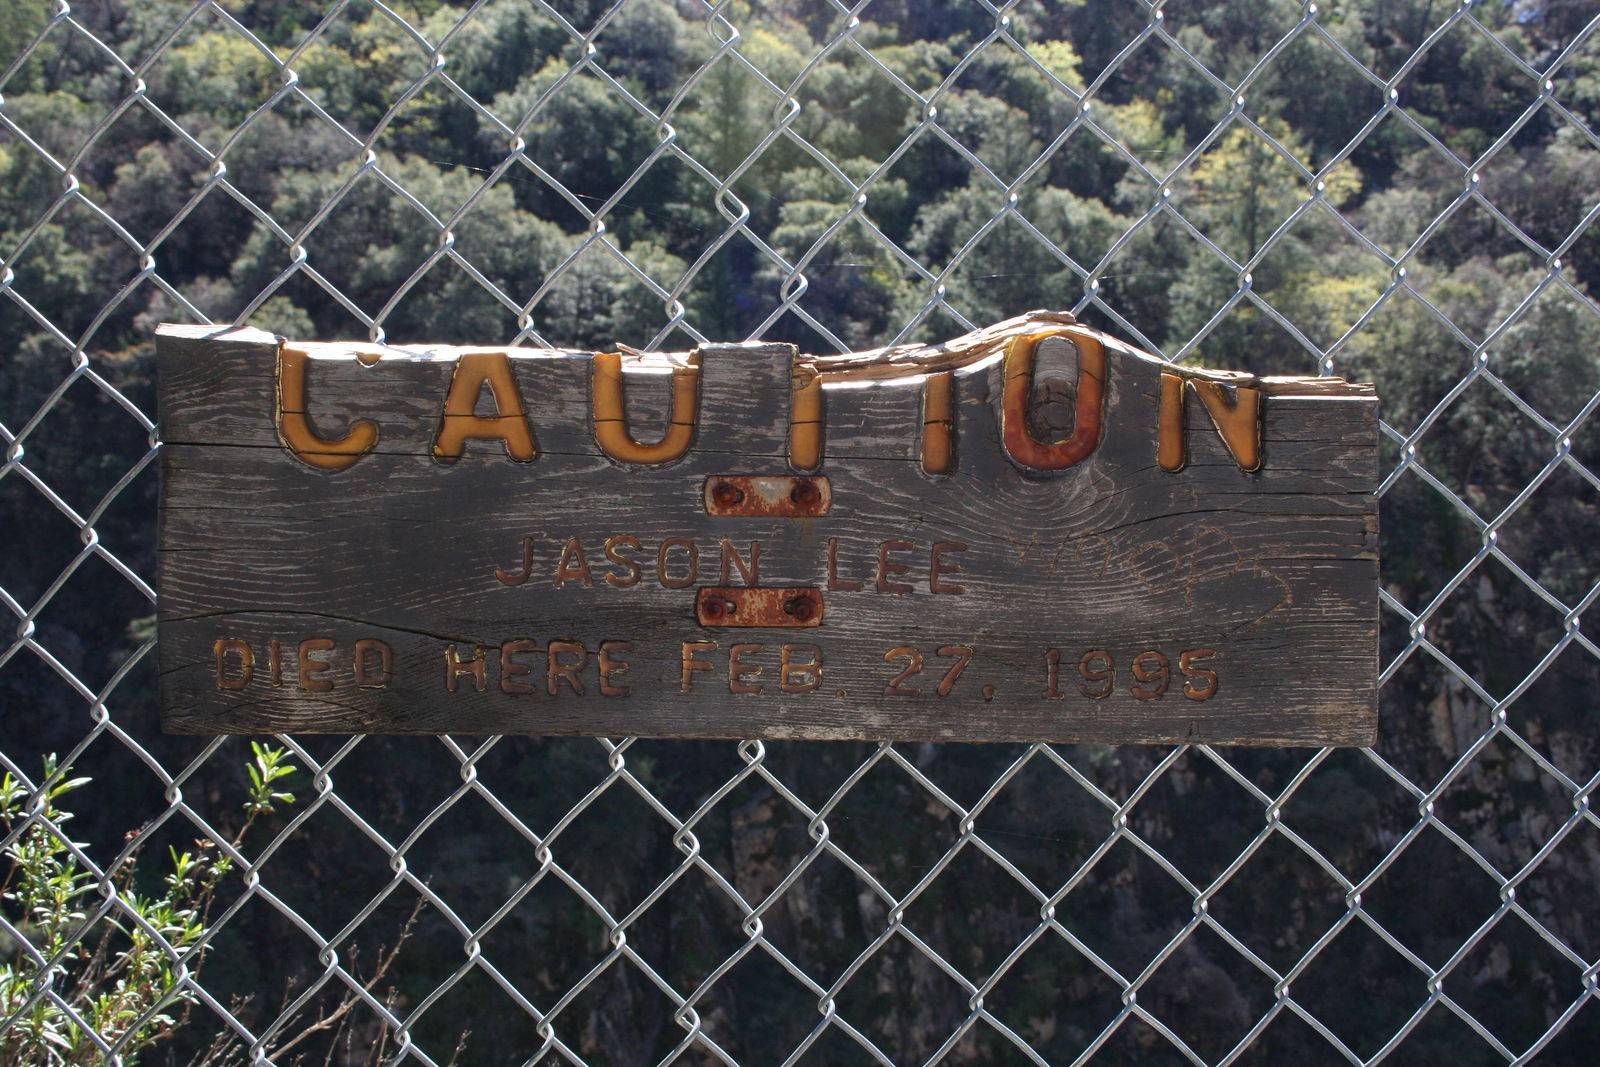 CAUTION
JASON LEE
DIED HERE FEB. 27, 1995